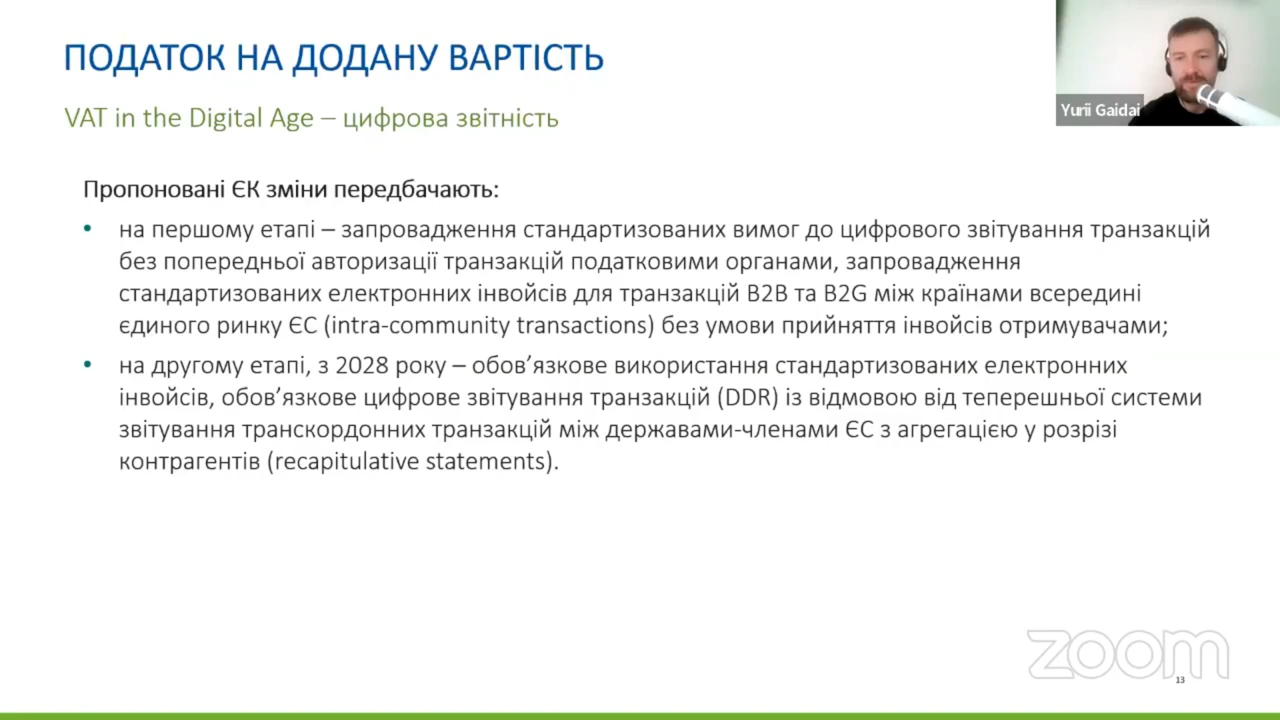 ПОДАТОК НА ДОДАНУ ВАРТІСТЬ
VAT in the Digital Age – цифрова звітність
Yurii Gaidai
Пропоновані ЄК зміни передбачають:
• на першому етапі – запровадження стандартизованих вимог до цифрового звітування транзакцій
без попередньої авторизації транзакцій податковими органами, запровадження
стандартизованих електронних інвойсів для транзакцій B2B та B2G між країнами всередині
єдиного ринку ЄС (intra-community transactions) без умови прийняття інвойсів отримувачами;
• на другому етапі, з 2028 року – обов’язкове використання стандартизованих електронних
інвойсів, обов’язкове цифрове звітування транзакцій (DDR) із відмовою від теперешньої системи
звітування транскордонних транзакцій між державами-членами ЄС з агрегацією у розрізі
контрагентів (recapitulative statements).
zoom
13